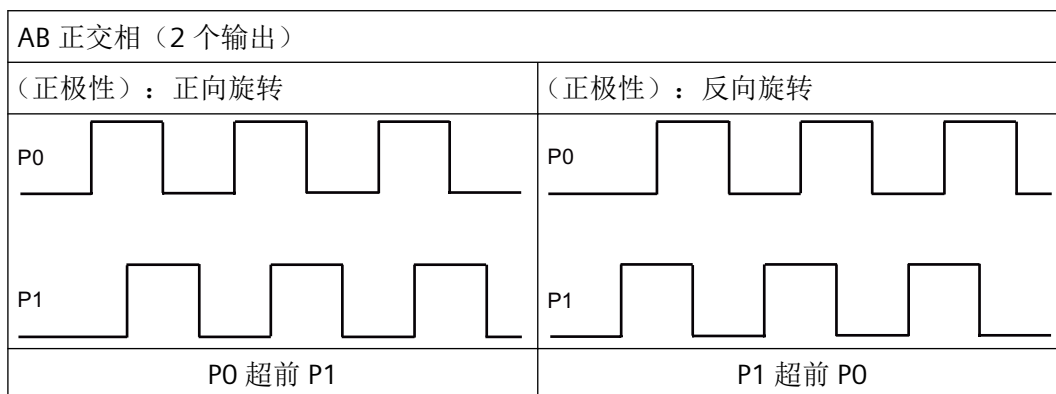 AB 正交相（2 个输出）
（正极性）：正向旋转
（正极性）：反向旋转
P0
P0
P1
P1
P0 超前 P1
P1 超前 P0